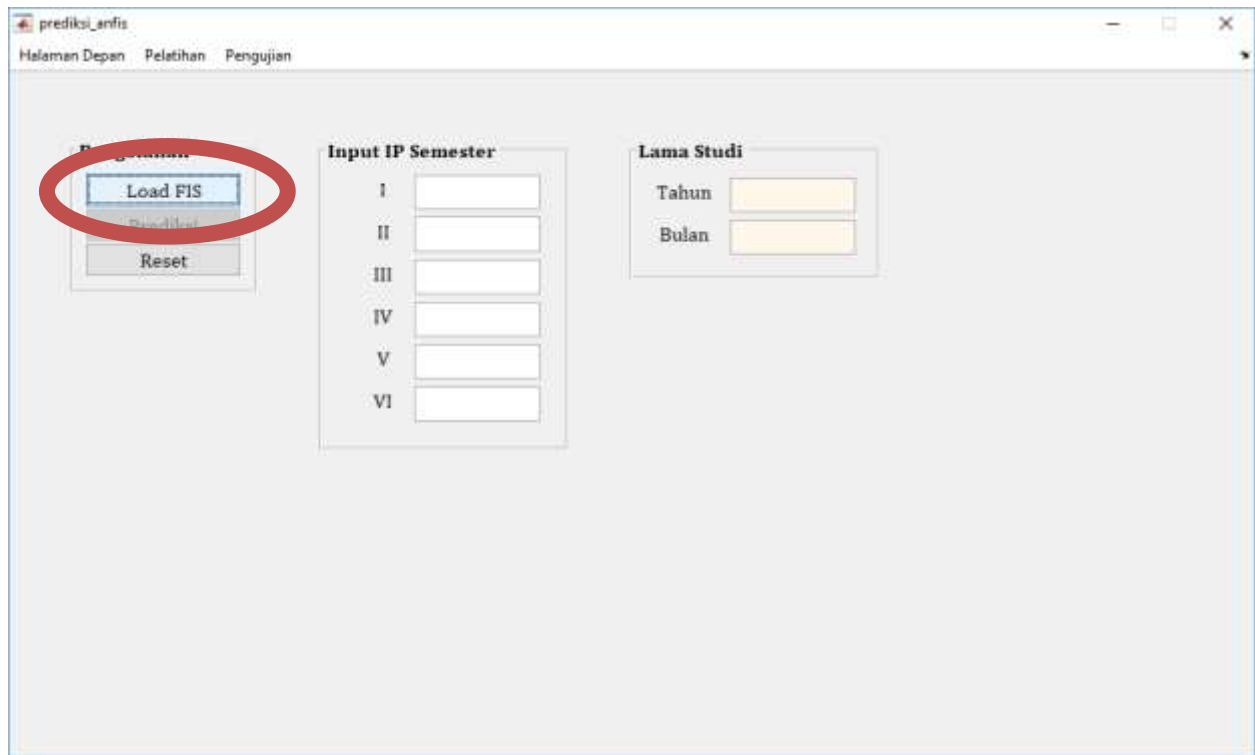 prediksi_anfis
Halaman Depan Pelatihan Pengujian
Load FIS
Prediksi
Reset
Input IP Semester
I
II
III
IV
V
VI
Lama Studi
Tahun
Bulan